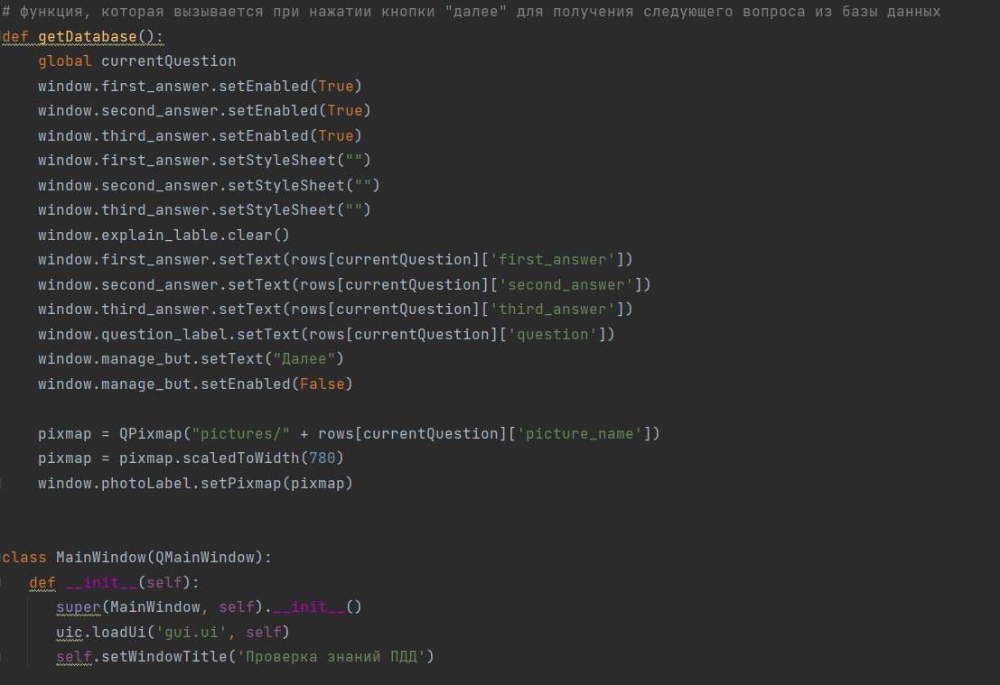 # функция, которая вызывается при нажатии кнопки "далее" для получения следующего вопроса из базы данных
def getDatabase():
    global currentQuestion
    window.first_answer.setEnabled(True)
    window.second_answer.setEnabled(True)
    window.third_answer.setEnabled(True)
    window.first_answer.setStyleSheet("")
    window.second_answer.setStyleSheet("")
    window.third_answer.setStyleSheet("")
    window.explain_lable.clear()
    window.first_answer.setText(rows[currentQuestion]['first_answer'])
    window.second_answer.setText(rows[currentQuestion]['second_answer'])
    window.third_answer.setText(rows[currentQuestion]['third_answer'])
    window.question_label.setText(rows[currentQuestion]['question'])
    window.manage_but.setText("Далее")
    window.manage_but.setEnabled(False)

    pixmap = QPixmap("pictures/" + rows[currentQuestion]['picture_name'])
    pixmap = pixmap.scaledToWidth(780)
    window.photoLabel.setPixmap(pixmap)


class MainWindow(QMainWindow):
   def __init__(self):
      super(MainWindow, self).__init__()
      uic.loadUi('gui.ui', self)
      self.setWindowTitle('Проверка знаний ПДД')